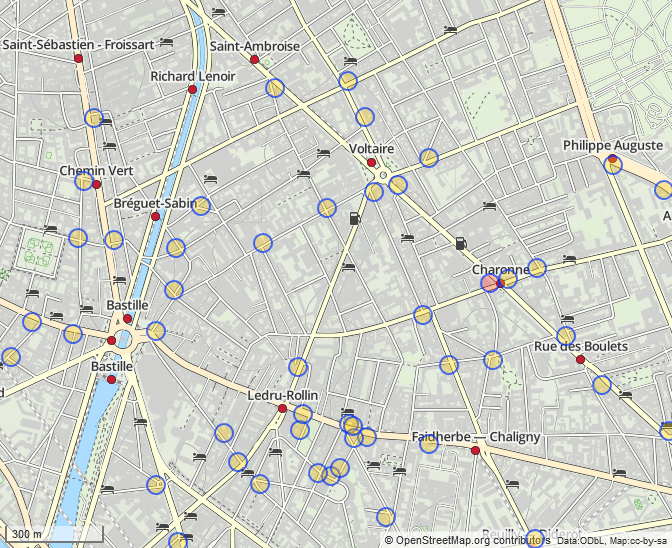 Saint-Sébastien - Froissart
Saint-Ambroise
Richard Lenoir
Voltaire
Philippe Auguste
Chemin Vert
Bréguet-Sabin
A
Charonne
Bastille
Rue des Boulets
Bastille
d
Ledru-Rollin
Faidherbe — Chaligny
300 m
© OpenStreetMap.org contributors Data:ODbL, Map:cc-by-sa